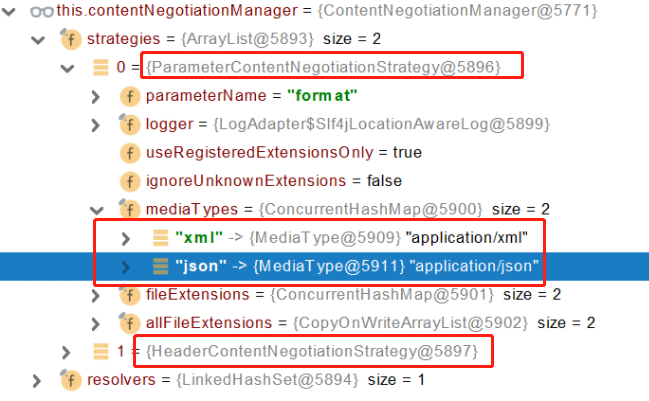 this.contentNegotiationManager = {ContentNegotiationManager@5771}
f strategies = {ArrayList@5893} size = 2
0 = {ParameterContentNegotiationStrategy@5896}
f parameterName = "format"
f logger = {LogAdapter$Slf4jLocationAwareLog@5899}
f useRegisteredExtensionsOnly = true
f ignoreUnknownExtensions = false
f mediaTypes = {ConcurrentHashMap@5900} size = 2
"xml" -> {MediaType@5909} "application/xml"
"json" -> {MediaType@5911} "application/json"
f fileExtensions = {ConcurrentHashMap@5901} size = 2
f allFileExtensions = {CopyOnWriteArrayList@5902} size = 2
1 = {HeaderContentNegotiationStrategy@5897}
f resolvers = {LinkedHashSet@5894} size = 1